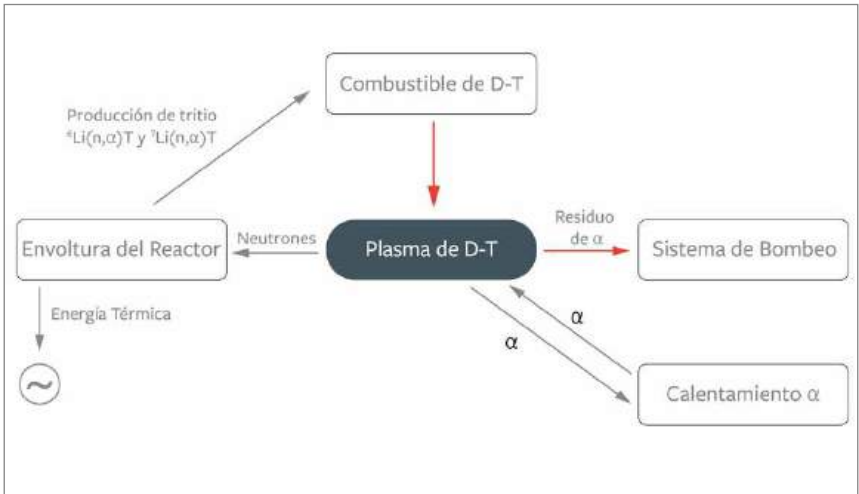 Combustible de D-T
Producción de tritio
⁶Li(n,α)T y ⁷Li(n,α)T
Envoltura del Reactor
Neutrones
Plasma de D-T
Residuo
de α
Sistema de Bombeo
Energía Térmica
α
α
Calentamiento α
~